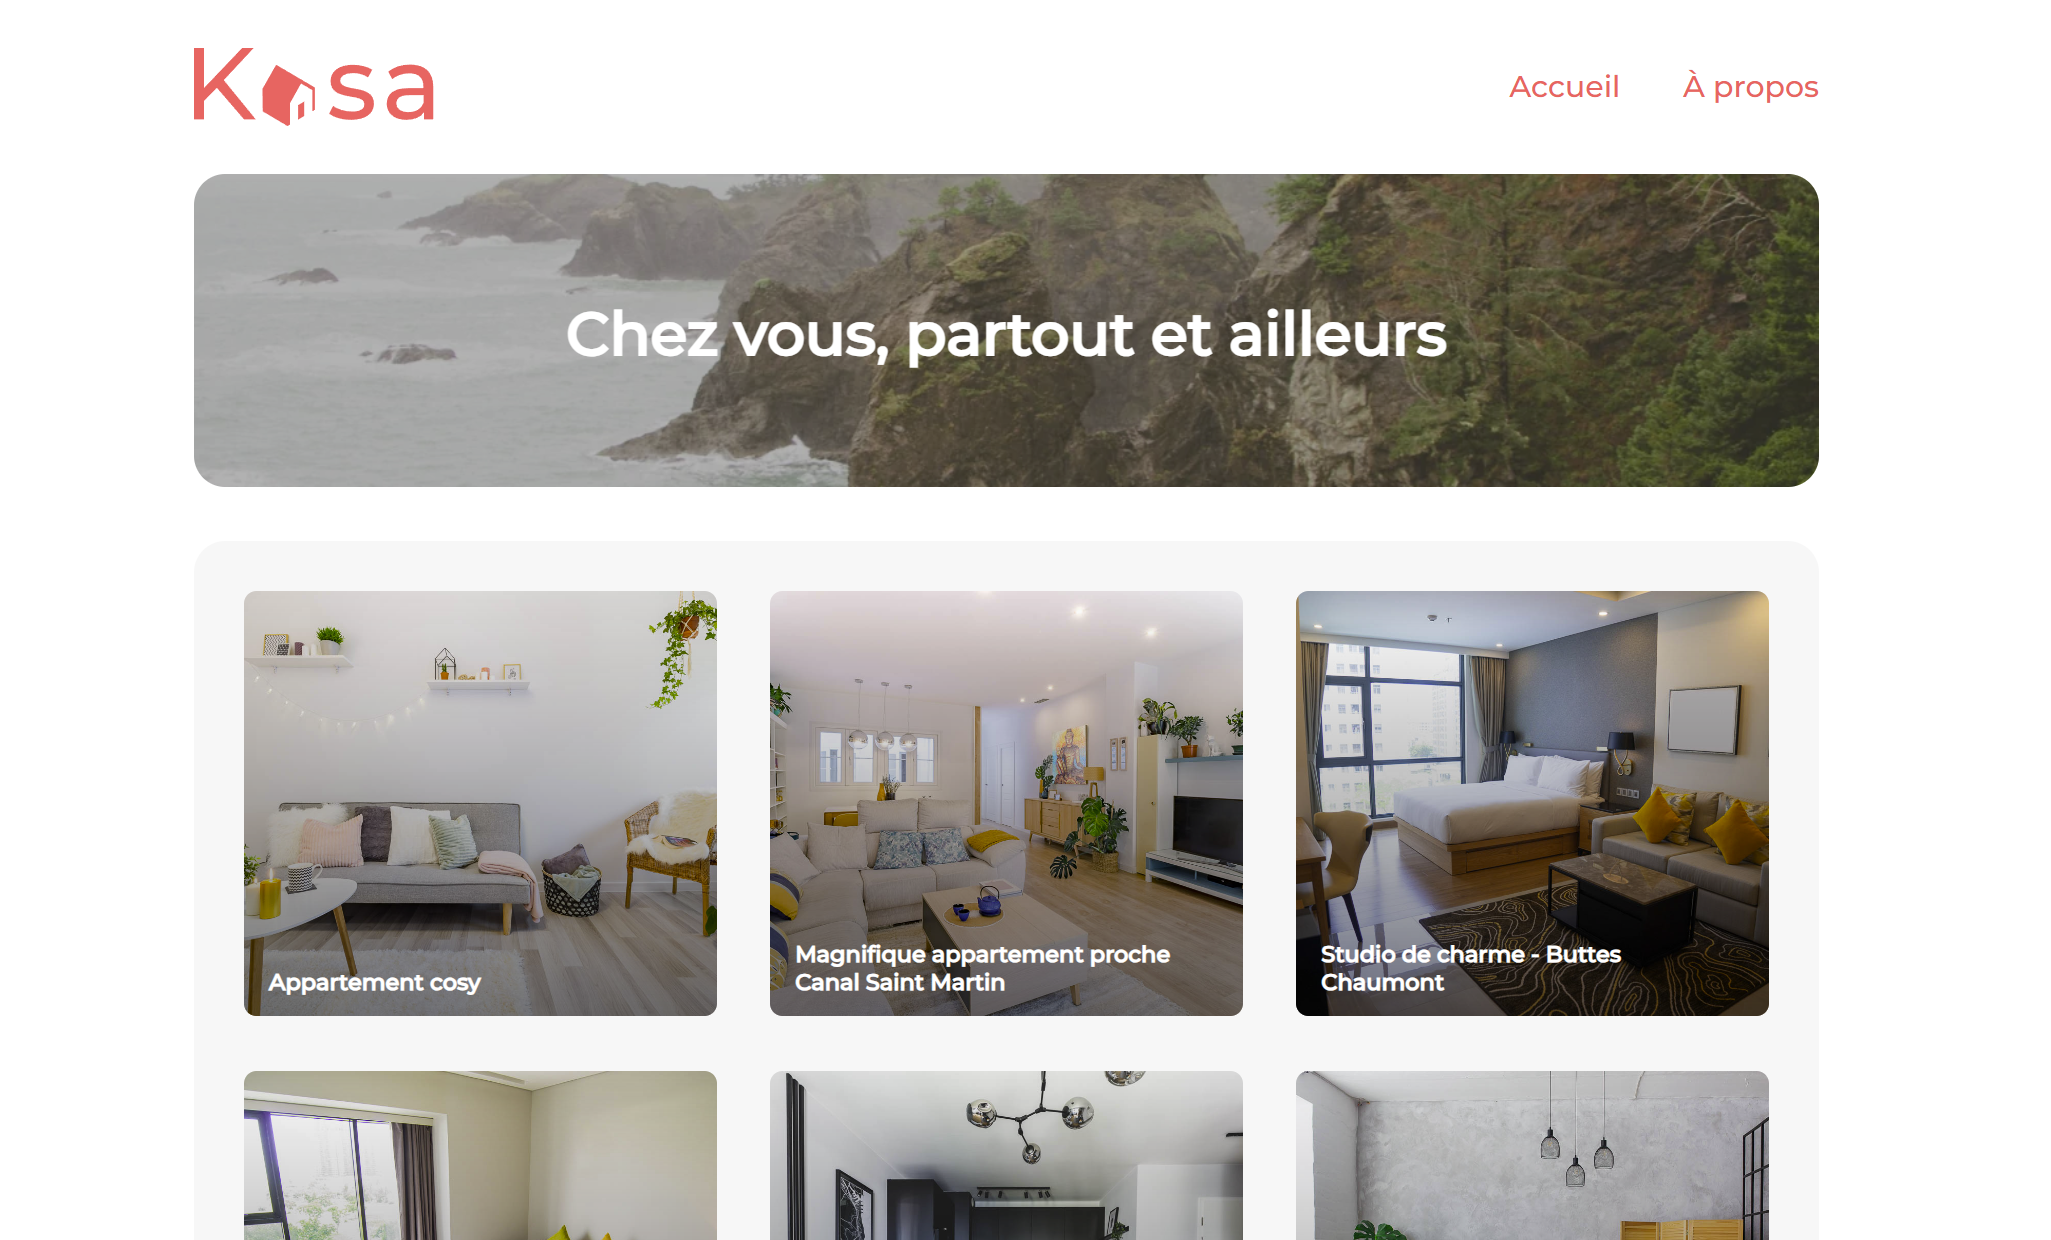 Kasa
Accueil
À propos
Chez vous, partout et ailleurs
Appartement cosy
Magnifique appartement proche
Canal Saint Martin
Studio de charme - Buttes
Chaumont